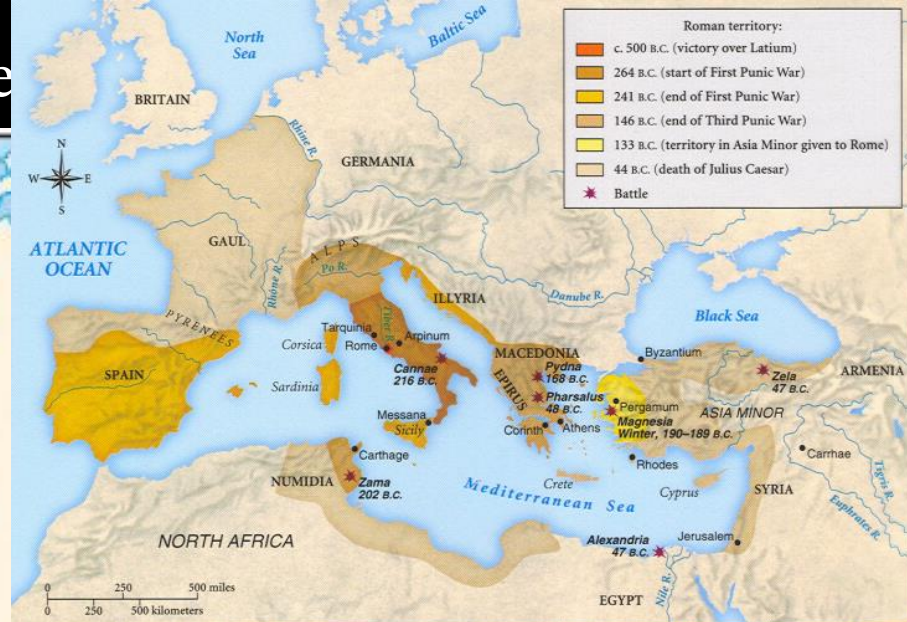 e
North
Sea
Baltic Sea
Roman territory:
c. 500 B.C. (victory over Latium)
264 B.C. (start of First Punic War)
241 B.C. (end of First Punic War)
146 B.C. (end of Third Punic War)
133 B.C. (territory in Asia Minor given to Rome)
44 B.C. (death of Julius Caesar)
Battle
BRITAIN
N
W
E
S
Rhine R.
GERMANIA
ATLANTIC
OCEAN
GAUL
ALPS
Po R.
Rhône R.
Danube R.
ILLYRIA
Black Sea
PYRENEES
Tarquinia
Tiber R.
Arpinum
Rome
Corsica
Cannae
216 B.C.
MACEDONIA
Pydna
168 B.C.
Byzantium
Zela
47 B.C.
ARMENIA
SPAIN
Sardinia
EPIRUS
Pharsalus
48 B.C.
Pergamum
ASIA MINOR
Magnesia
Winter, 190–189 B.C.
Messana
Sicily
Corinth
Athens
Carthage
Rhodes
Carrhae
Tigris R.
NUMIDIA
Zama
202 B.C.
Mediterranean Sea
Crete
Cyprus
SYRIA
Euphrates R.
NORTH AFRICA
Alexandria
47 B.C.
Jerusalem
EGYPT
Nile R.
0 250 500 miles
0 250 500 kilometers